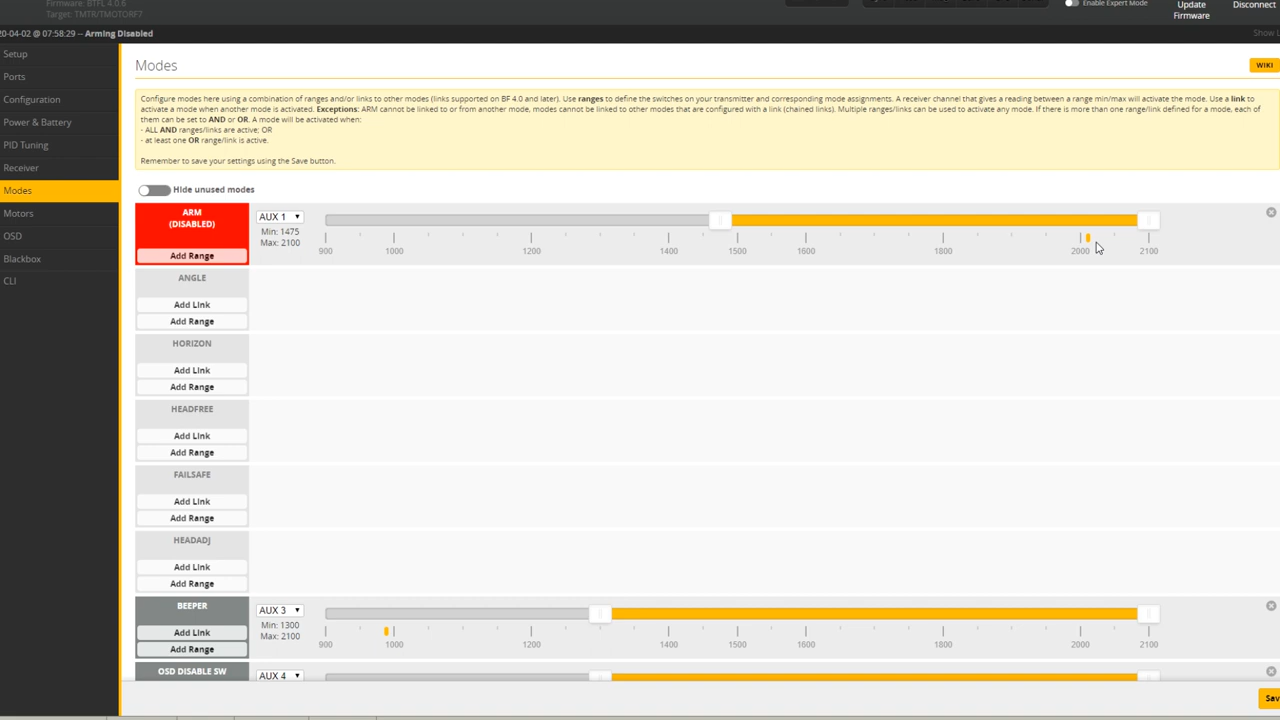 Firmware: BTFL 4.0.6
Target: TMTR/TMOTORF7
Enable Expert Mode
Update
Firmware
Disconnect
20-04-02 @ 07:58:29 -- Arming Disabled
Show L
Setup
Ports
Configuration
Power & Battery
PID Tuning
Receiver
Modes
Motors
OSD
Blackbox
CLI
Modes
WIKI
Configure modes here using a combination of ranges and/or links to other modes (links supported on BF 4.0 and later). Use ranges to define the switches on your transmitter and corresponding mode assignments. A receiver channel that gives a reading between a range min/max will activate the mode. Use a link to
activate a mode when another mode is activated. Exceptions: ARM cannot be linked to or from another mode, modes cannot be linked to other modes that are configured with a link (chained links). Multiple ranges/links can be used to activate any mode. If there is more than one range/link defined for a mode, each of
them can be set to AND or OR. A mode will be activated when:
- ALL AND ranges/links are active; OR
- at least one OR range/link is active.
Remember to save your settings using the Save button.
Hide unused modes
ARM
(DISABLED)
Add Range
AUX 1
Min: 1475
Max: 2100
900 1000 1200 1400 1500 1600 1800 2000 2100
ANGLE
Add Link
Add Range
HORIZON
Add Link
Add Range
HEADFREE
Add Link
Add Range
FAILSAFE
Add Link
Add Range
HEADADJ
Add Link
Add Range
BEEPER
Add Link
Add Range
AUX 3
Min: 1300
Max: 2100
900 1000 1200 1400 1500 1600 1800 2000 2100
OSD DISABLE SW
AUX 4
Sav